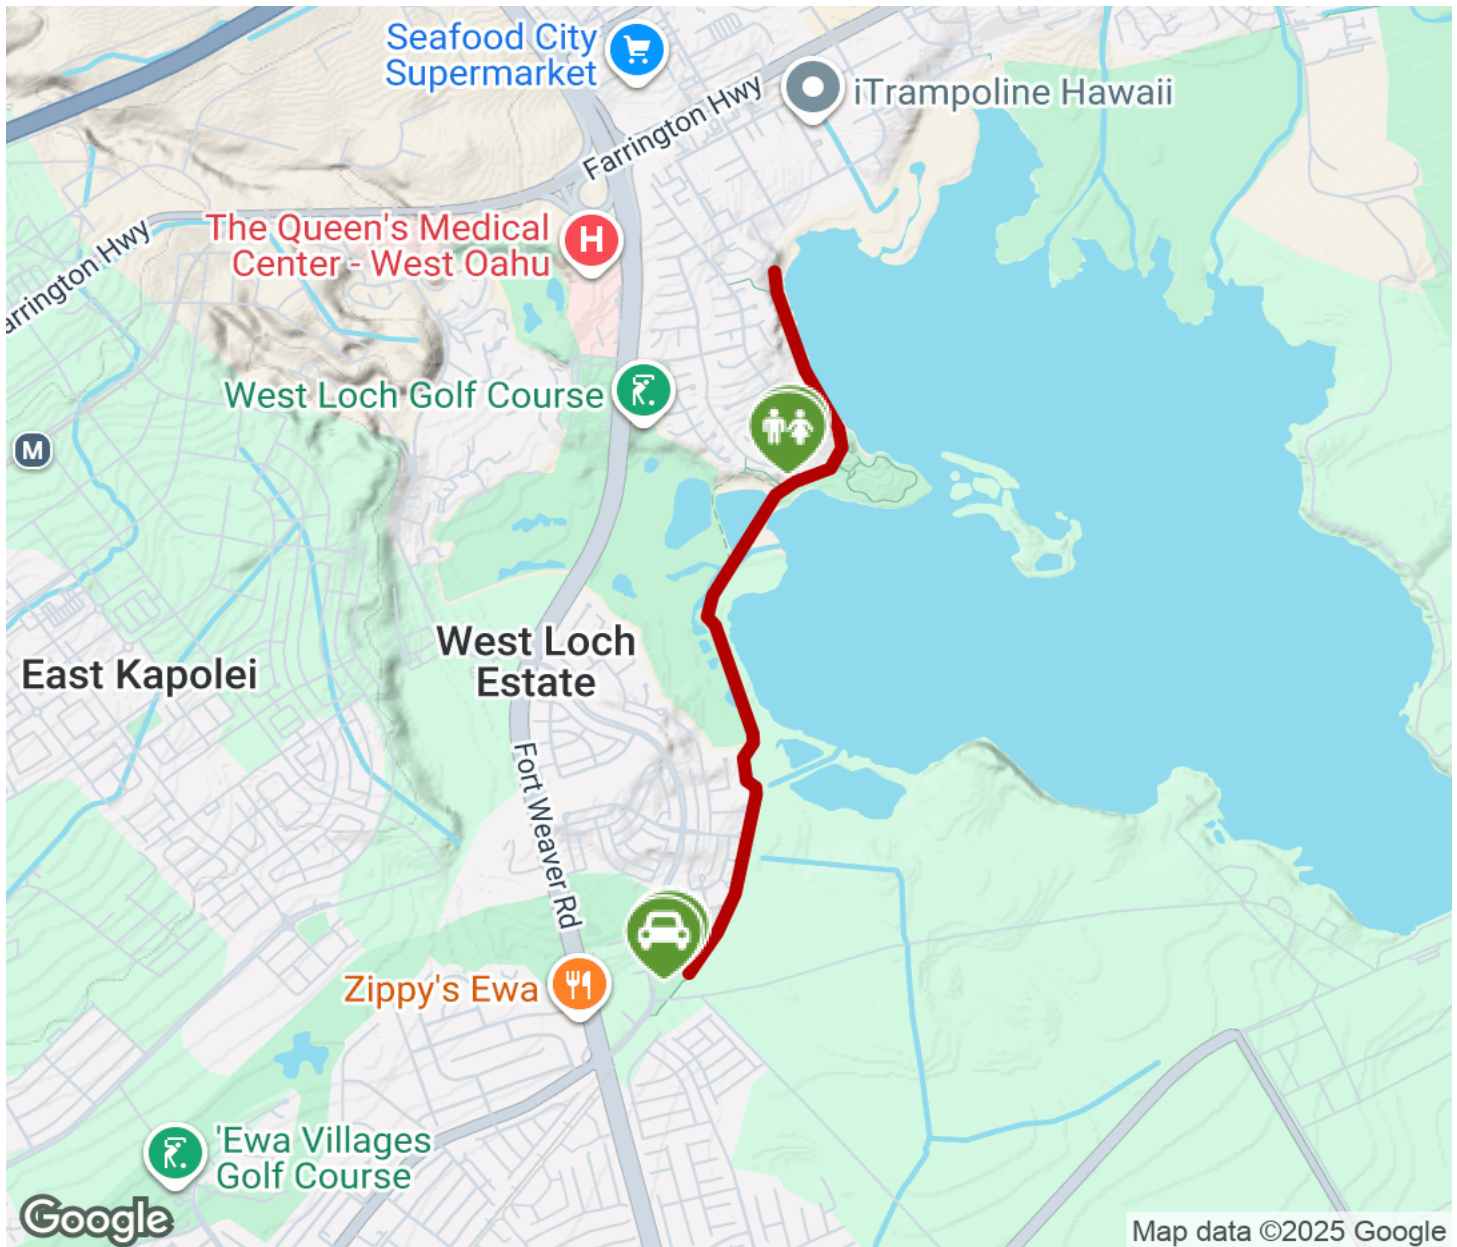 Seafood City
Supermarket
iTrampoline Hawaii
Farrington Hwy
The Queen's Medical
Center - West Oahu
H
arrington Hwy
West Loch Golf Course
M
West Loch
Estate
East Kapolei
Fort Weaver Rd
Zippy's Ewa
'Ewa Villages
Golf Course
Google
Map data ©2025 Google